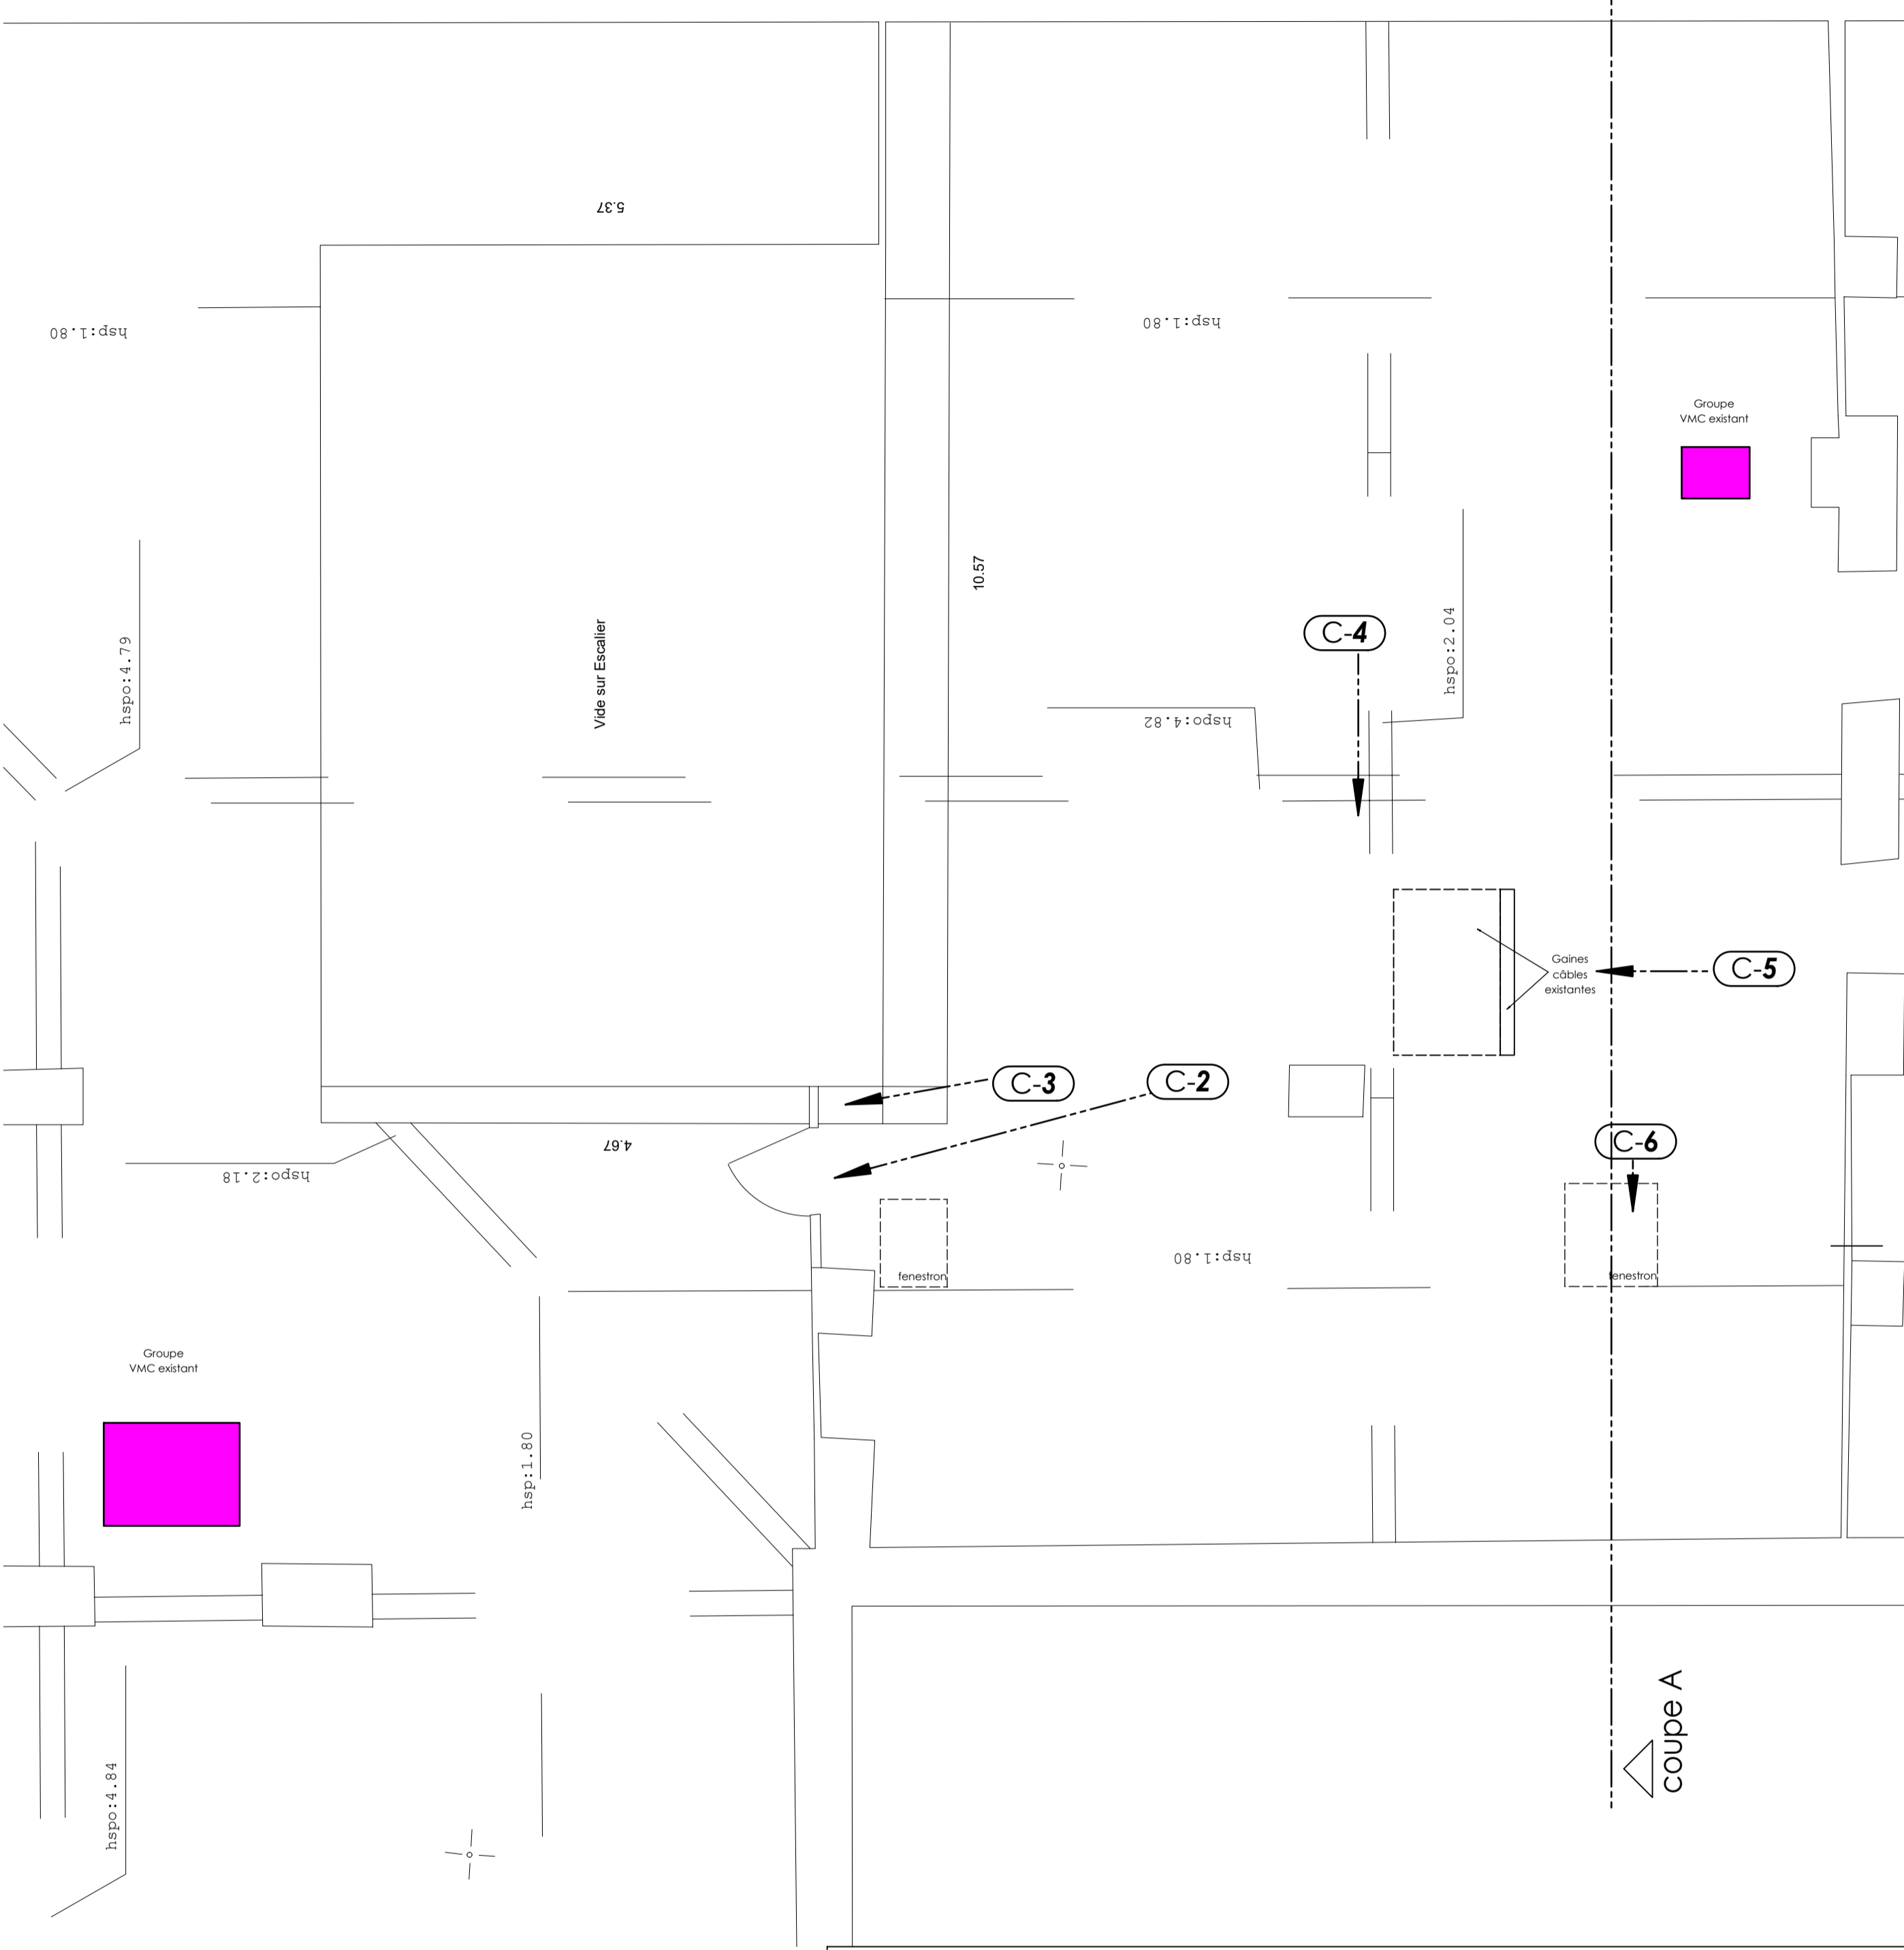 5.37
hsp:1.80
hsp:1.80
Groupe
VMC existant
10.57
hspo:4.79
Vide sur Escalier
C-4
hspo:2.04
hspo:4.82
Gaines
câbles
existantes
C-5
C-3
C-2
4.67
hspo:2.18
C-6
hsp:1.80
fenestron
fenestron
Groupe
VMC existant
hsp:1.80
coupe A
hspo:4.84